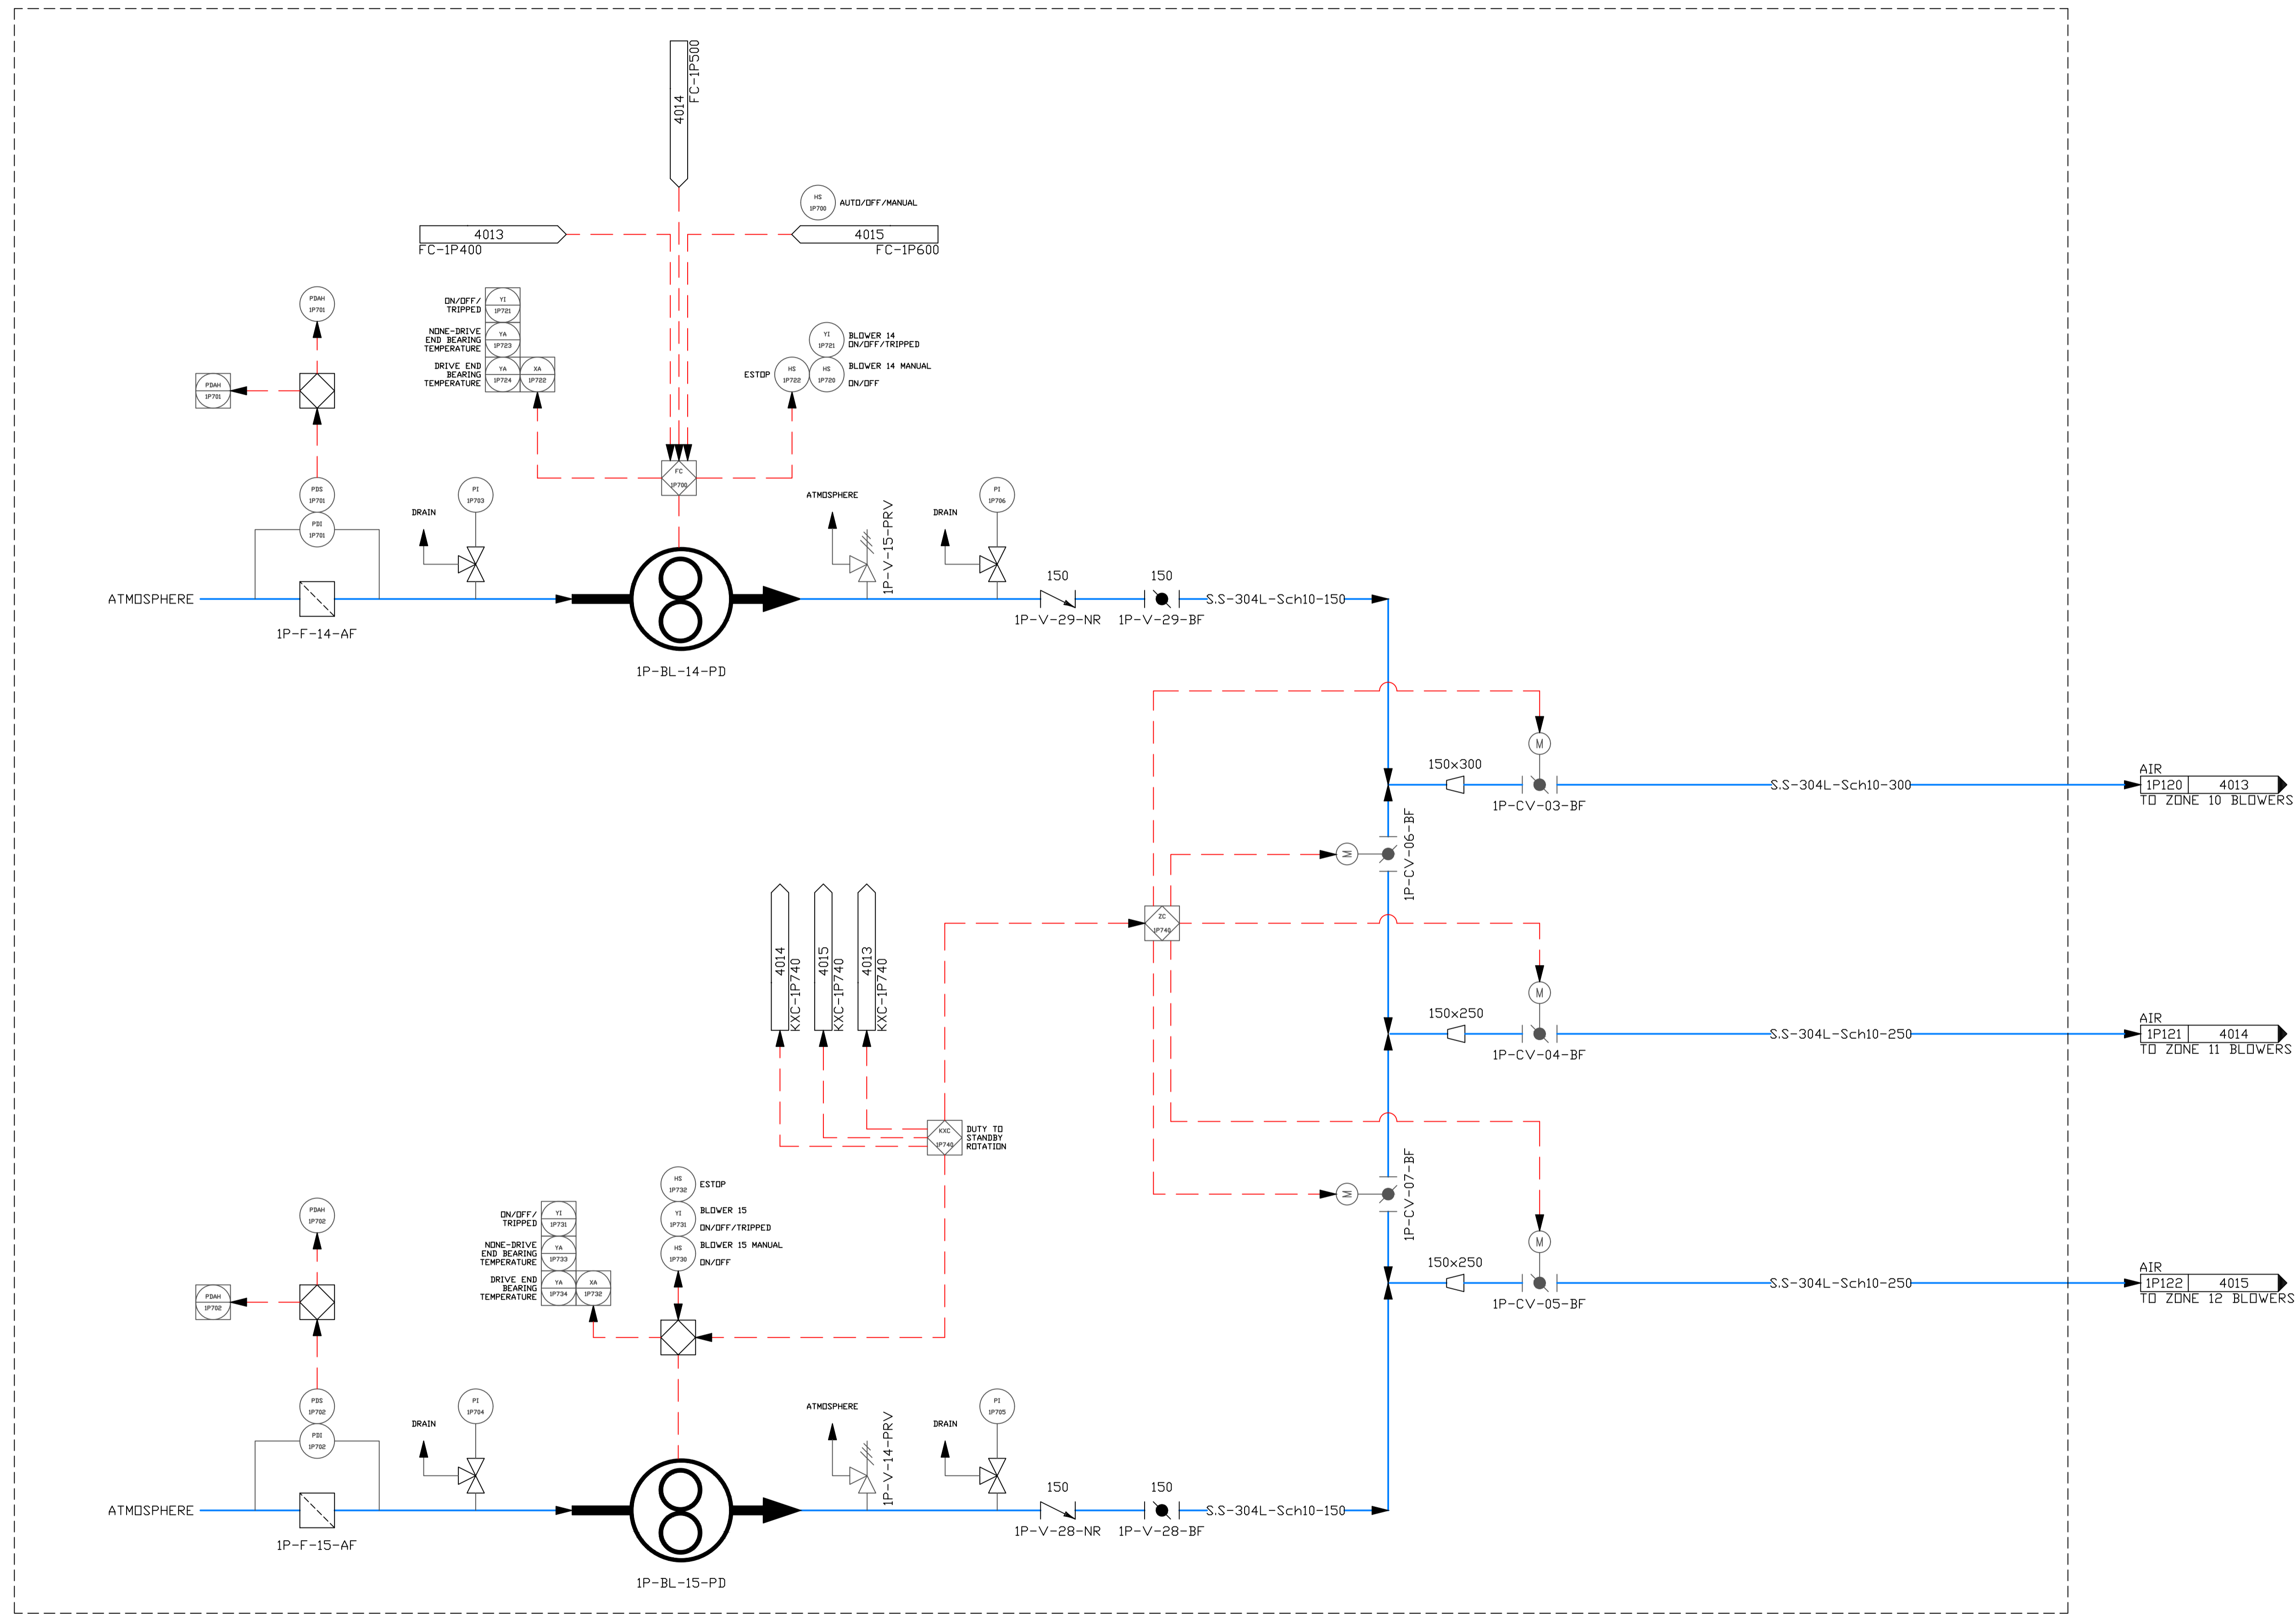 4014
FC-1P500
HS
1P700
AUTO/OFF/MANUAL
4013
FC-1P400
4015
FC-1P600
PDAH
1P701
PDAH
1P701
ON/OFF/
TRIPPED
YI
1P721
NONE-DRIVE
END BEARING
TEMPERATURE
YA
1P723
DRIVE END
BEARING
TEMPERATURE
YA
1P724
XA
1P722
YI
1P721
BLOWER 14
ON/OFF/TRIPPED
ESTOP
HS
1P722
HS
1P720
BLOWER 14 MANUAL
ON/OFF
FC
1P700
PDS
1P701
PDI
1P701
DRAIN
PI
1P703
ATMOSPHERE
1P-V-15-PRV
DRAIN
PI
1P706
ATMOSPHERE
1P-F-14-AF
1P-BL-14-PD
150
1P-V-29-NR
150
1P-V-29-BF
S.S-304L-Sch10-150
M
150x300
1P-CV-03-BF
S.S-304L-Sch10-300
AIR
1P120
4013
TO ZONE 10 BLOWERS
M
1P-CV-06-BF
ZC
1P740
4014
KXC-1P740
4015
KXC-1P740
4013
KXC-1P740
M
150x250
1P-CV-04-BF
S.S-304L-Sch10-250
AIR
1P121
4014
TO ZONE 11 BLOWERS
KXC
1P740
DUTY TO
STANDBY
ROTATION
M
1P-CV-07-BF
M
150x250
1P-CV-05-BF
S.S-304L-Sch10-250
AIR
1P122
4015
TO ZONE 12 BLOWERS
PDAH
1P702
PDAH
1P702
ON/OFF/
TRIPPED
YI
1P731
NONE-DRIVE
END BEARING
TEMPERATURE
YA
1P733
DRIVE END
BEARING
TEMPERATURE
YA
1P734
XA
1P732
HS
1P732
ESTOP
YI
1P731
BLOWER 15
ON/OFF/TRIPPED
HS
1P730
BLOWER 15 MANUAL
ON/OFF
PDS
1P702
PDI
1P702
DRAIN
PI
1P704
ATMOSPHERE
1P-V-14-PRV
DRAIN
PI
1P705
ATMOSPHERE
1P-F-15-AF
1P-BL-15-PD
150
1P-V-28-NR
150
1P-V-28-BF
S.S-304L-Sch10-150